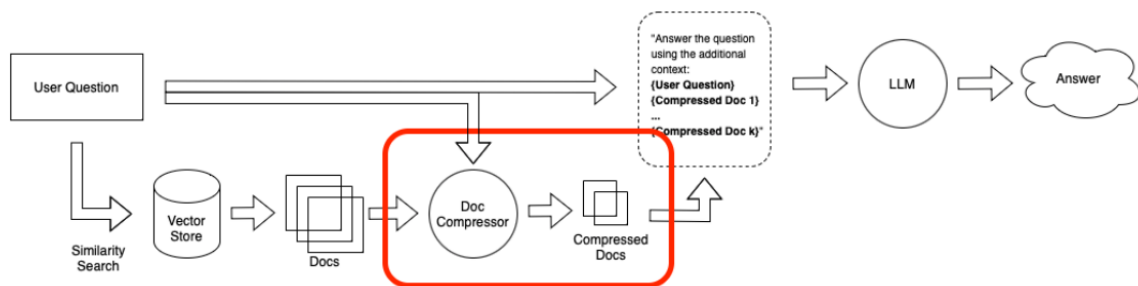 User Question
Similarity
Search
Vector
Store
Docs
Doc
Compressor
Compressed
Docs
"Answer the question
using the additional
context:
{User Question}
{Compressed Doc 1}
...
{Compressed Doc k}"
LLM
Answer